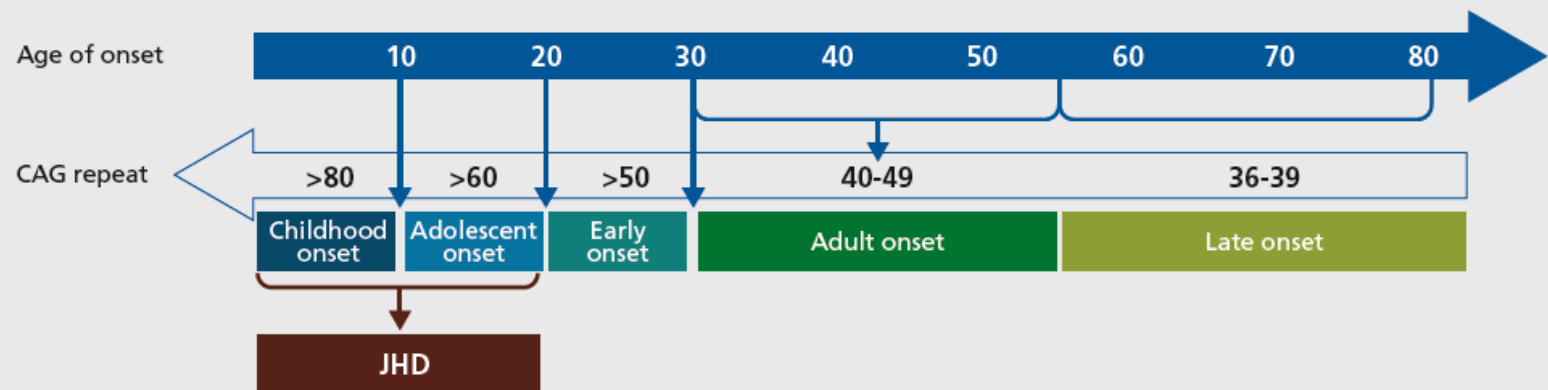 Age of onset
10 20 30 40 50 60 70 80
CAG repeat
>80 >60 >50 40-49 36-39
Childhood
onset
Adolescent
onset
Early
onset
Adult onset
Late onset
JHD